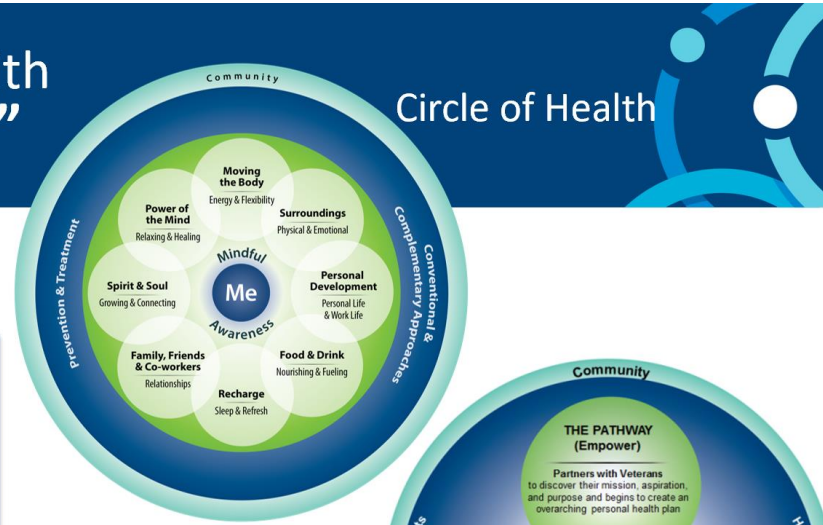 th
”
Circle of Health
Community
Prevention & Treatment
Conventional &
Complementary Approaches
Moving
the Body
Energy & Flexibility
Power of
the Mind
Relaxing & Healing
Surroundings
Physical & Emotional
Spirit & Soul
Growing & Connecting
Mindful
Me
Awareness
Personal
Development
Personal Life
& Work Life
Family, Friends
& Co-workers
Relationships
Food & Drink
Nourishing & Fueling
Recharge
Sleep & Refresh
Community
THE PATHWAY
(Empower)
Partners with Veterans
to discover their mission, aspiration,
and purpose and begins to create an
overarching personal health plan